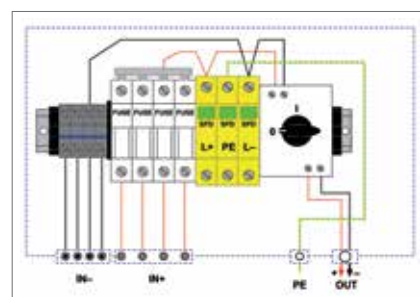 FUSE FUSE FUSE FUSE SPD SPD SPD
L+ PE L−
I
0
IN− IN+ PE + − OUT